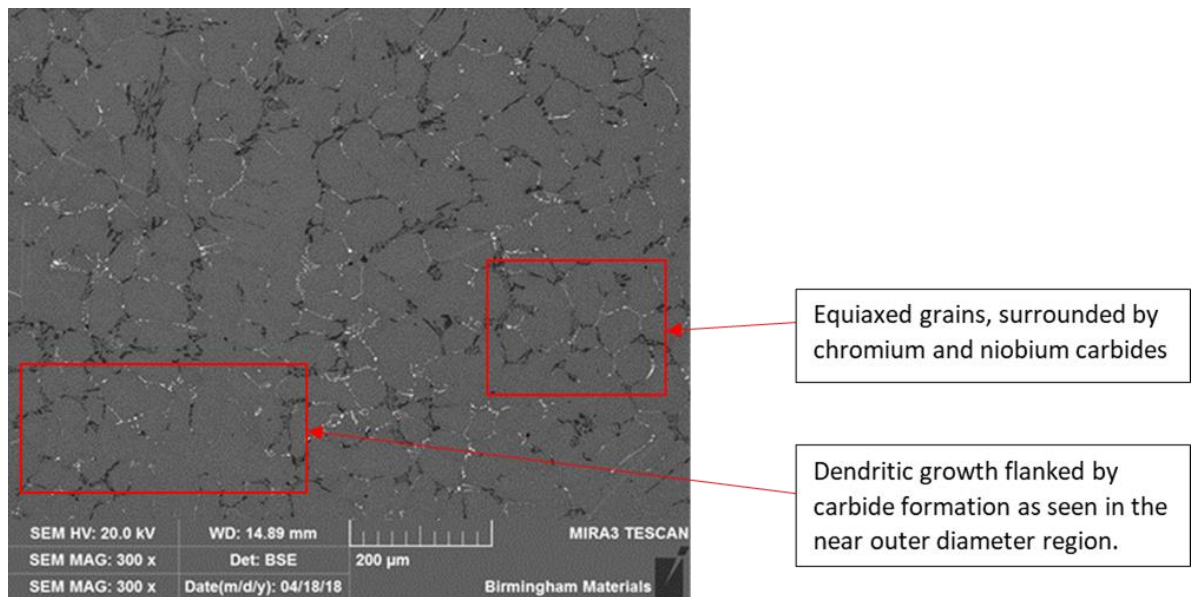 Equiaxed grains, surrounded by
chromium and niobium carbides
Dendritic growth flanked by
carbide formation as seen in the
near outer diameter region.
SEM HV: 20.0 kV WD: 14.89 mm MIRA3 TESCAN
SEM MAG: 300 x Det: BSE 200 µm
SEM MAG: 300 x Date(m/d/y): 04/18/18 Birmingham Materials